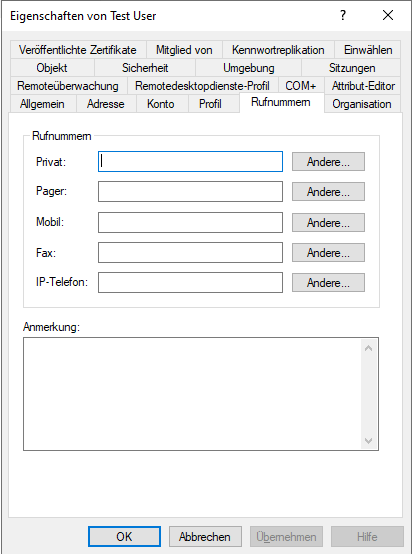 Eigenschaften von Test User
Veröffentlichte Zertifikate Mitglied von Kennwortreplikation Einwählen
Objekt Sicherheit Umgebung Sitzungen
Remoteüberwachung Remotedesktopdienste-Profil COM+ Attribut-Editor
Allgemein Adresse Konto Profil Rufnummern Organisation
Rufnummern
Privat: Andere...
Pager: Andere...
Mobil: Andere...
Fax: Andere...
IP-Telefon: Andere...
Anmerkung:
OK Abbrechen Übernehmen Hilfe